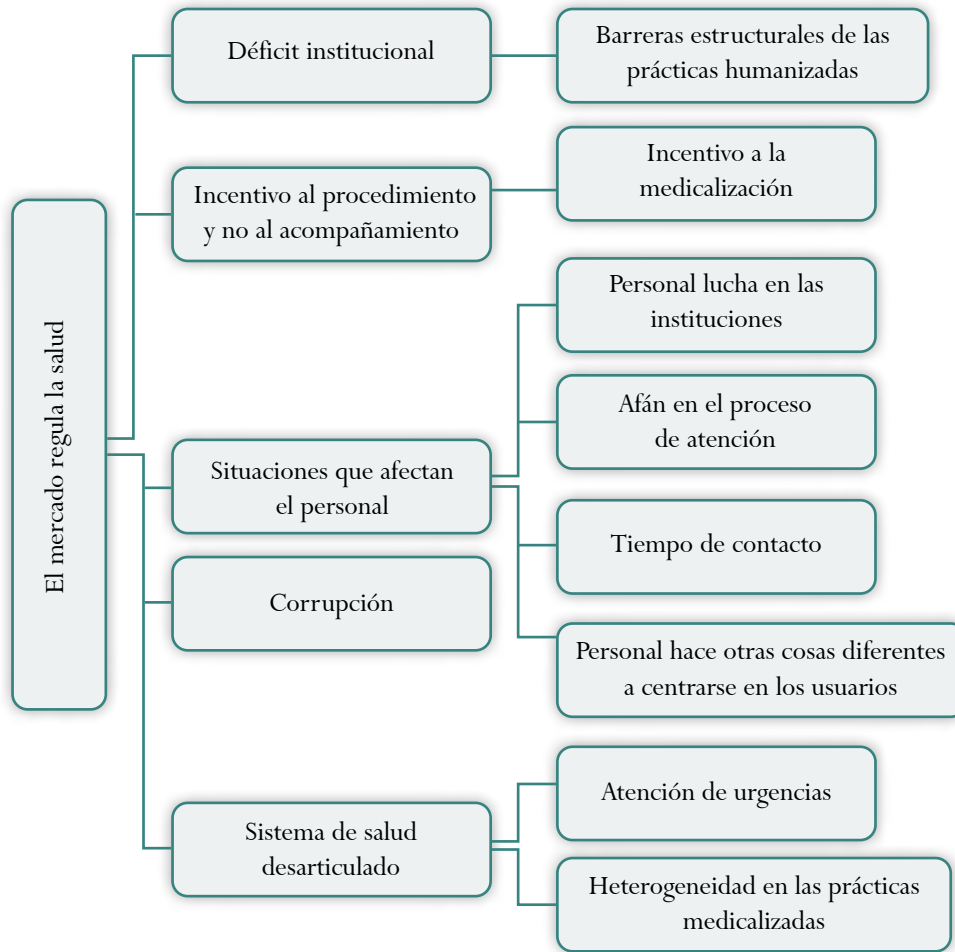 El mercado regula la salud
Déficit institucional
Barreras estructurales de las
prácticas humanizadas
Incentivo al procedimiento
y no al acompañamiento
Incentivo a la
medicalización
Situaciones que afectan
el personal
Personal lucha en las
instituciones
Afán en el proceso
de atención
Tiempo de contacto
Personal hace otras cosas diferentes
a centrarse en los usuarios
Corrupción
Sistema de salud
desarticulado
Atención de urgencias
Heterogeneidad en las prácticas
medicalizadas